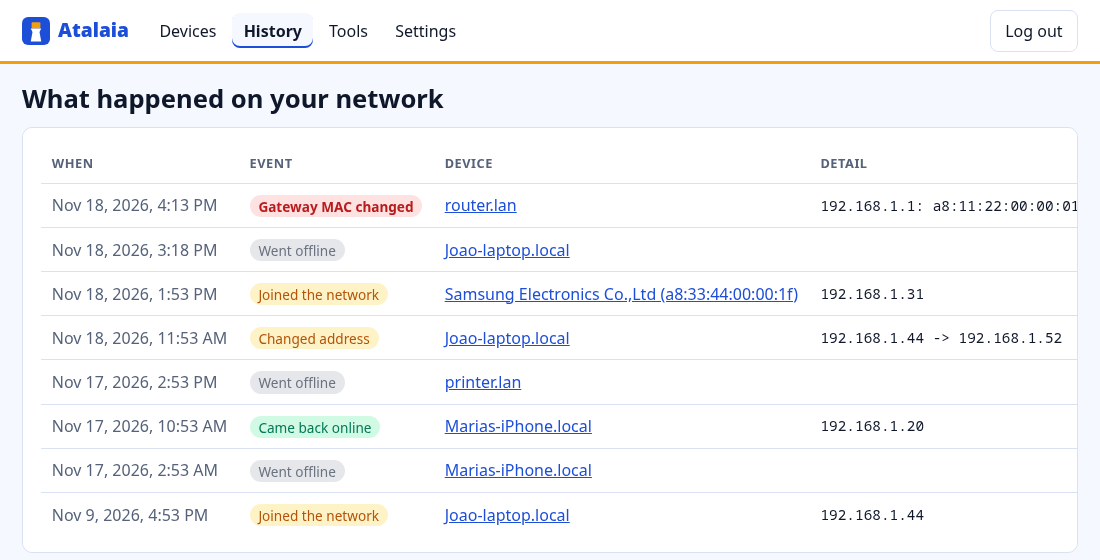 Atalaia Devices History Tools Settings Log out
What happened on your network
WHEN EVENT DEVICE DETAIL
Nov 18, 2026, 4:13 PM Gateway MAC changed router.lan 192.168.1.1: a8:11:22:00:00:01
Nov 18, 2026, 3:18 PM Went offline Joao-laptop.local
Nov 18, 2026, 1:53 PM Joined the network Samsung Electronics Co.,Ltd (a8:33:44:00:00:1f) 192.168.1.31
Nov 18, 2026, 11:53 AM Changed address Joao-laptop.local 192.168.1.44 -> 192.168.1.52
Nov 17, 2026, 2:53 PM Went offline printer.lan
Nov 17, 2026, 10:53 AM Came back online Marias-iPhone.local 192.168.1.20
Nov 17, 2026, 2:53 AM Went offline Marias-iPhone.local
Nov 9, 2026, 4:53 PM Joined the network Joao-laptop.local 192.168.1.44